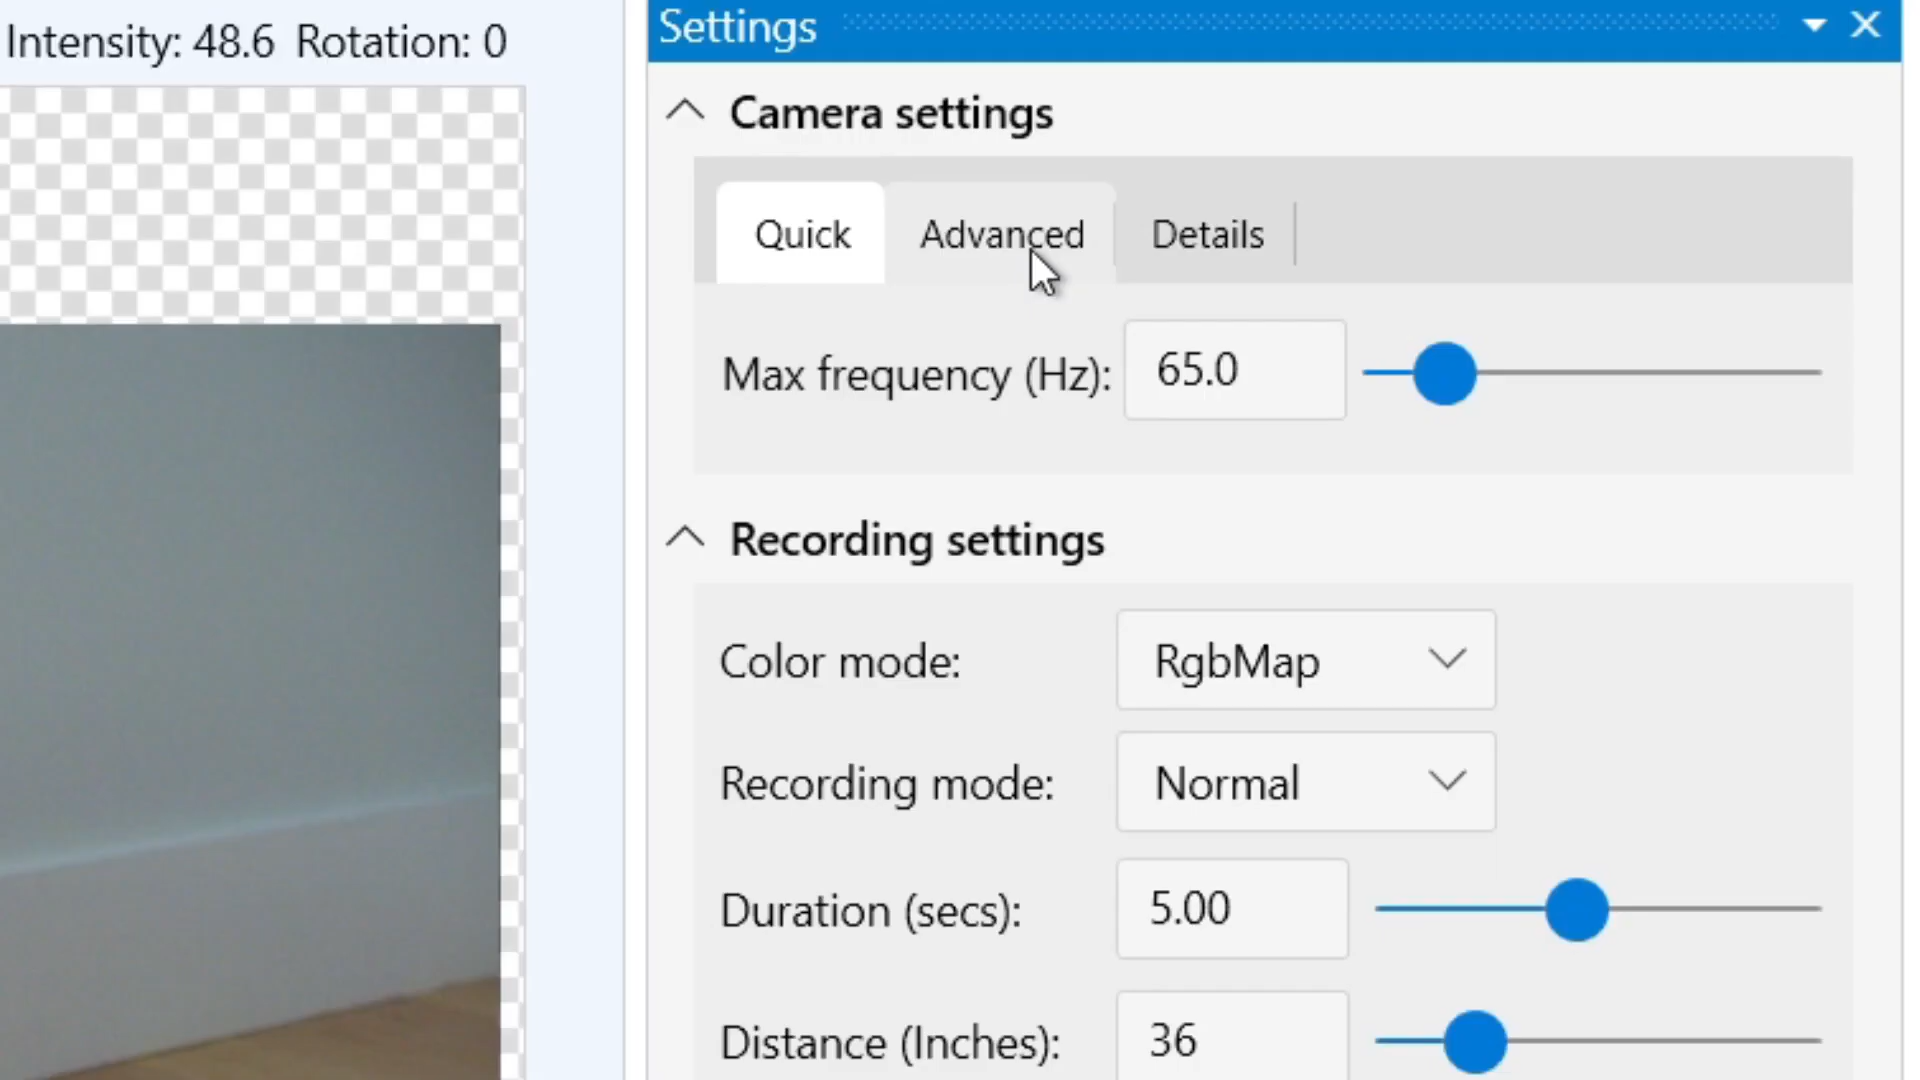 Intensity: 48.6 Rotation: 0
Settings
Camera settings
Quick Advanced Details
Max frequency (Hz): 65.0
Recording settings
Color mode: RgbMap
Recording mode: Normal
Duration (secs): 5.00
Distance (Inches): 36